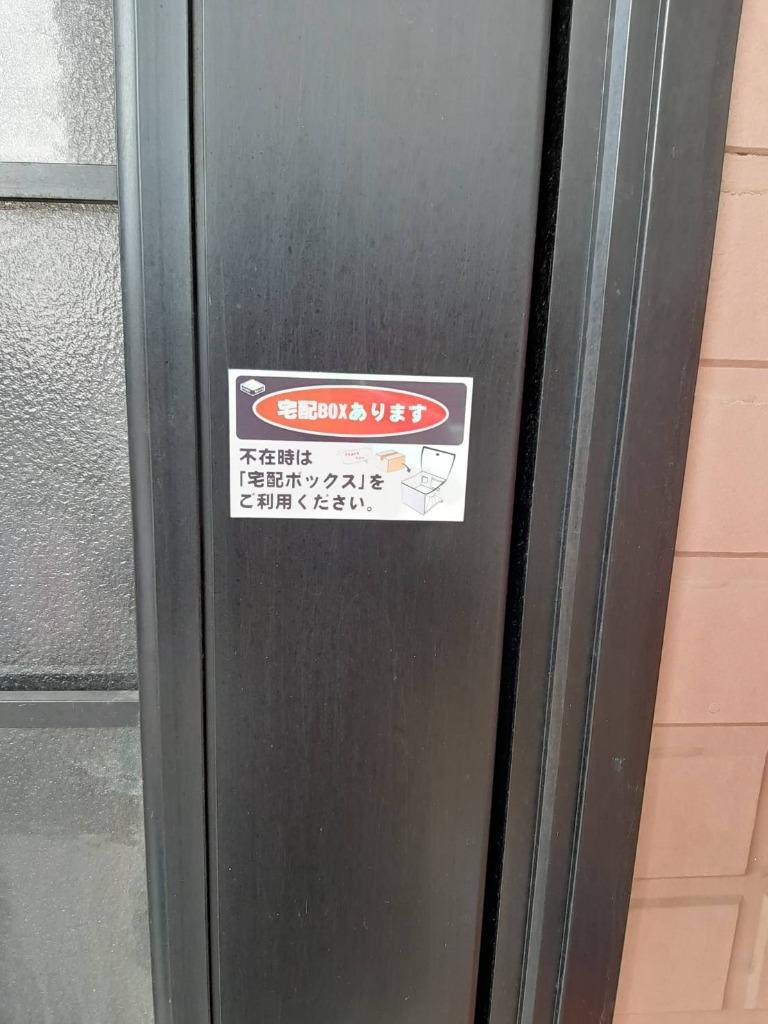 宅配BOXあります
不在時は
「宅配ボックス」を
ご利用ください。